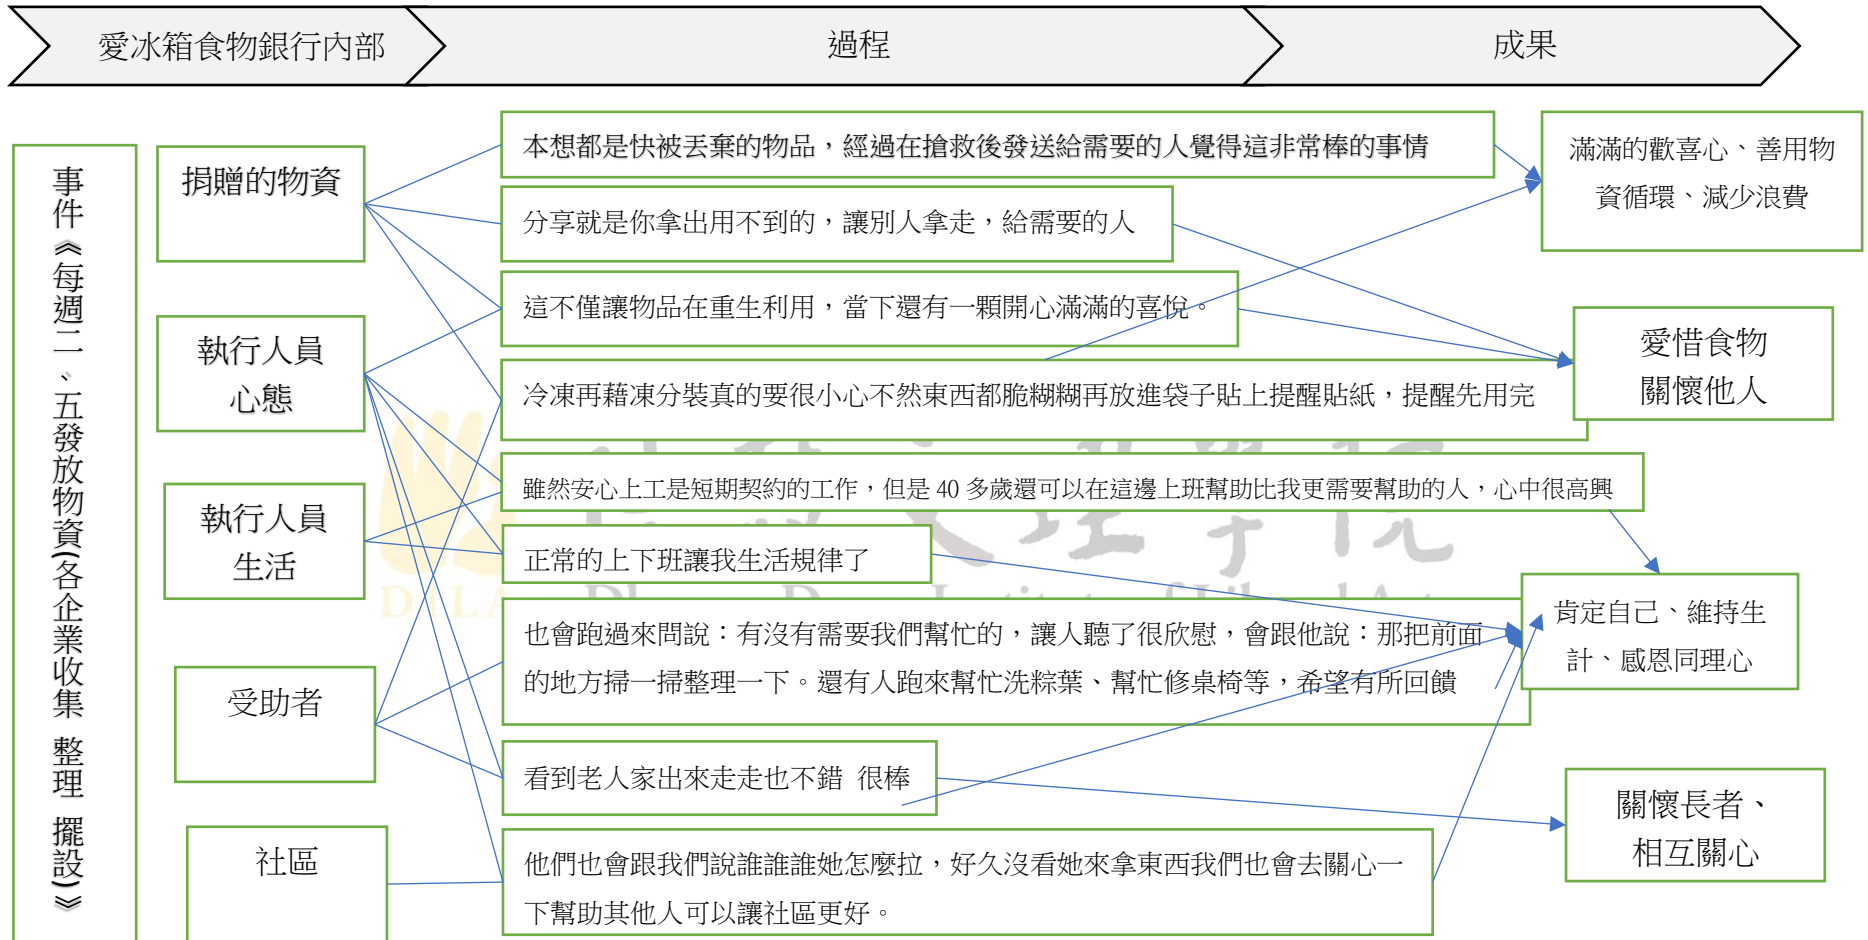 愛冰箱食物銀行內部
過程
成果
事件《每週二、五發放物資(各企業收集 整理 擺設)》
捐贈的物資
執行人員
心態
執行人員
生活
受助者
社區
本想都是快被丟棄的物品，經過在搶救後發送給需要的人覺得這非常棒的事情
分享就是你拿出用不到的，讓別人拿走，給需要的人
這不僅讓物品在重生利用，當下還有一顆開心滿滿的喜悅。
冷凍再藉凍分裝真的要很小心不然東西都脆糊糊再放進袋子貼上提醒貼紙，提醒先用完
雖然安心上工是短期契約的工作，但是 40 多歲還可以在這邊上班幫助比我更需要幫助的人，心中很高興
正常的上下班讓我生活規律了
也會跑過來問說：有沒有需要我們幫忙的，讓人聽了很欣慰，會跟他說：那把前面
的地方掃一掃整理一下。還有人跑來幫忙洗粽葉、幫忙修桌椅等，希望有所回饋
看到老人家出來走走也不錯 很棒
他們也會跟我們說誰誰誰她怎麼拉，好久沒看她來拿東西我們也會去關心一
下幫助其他人可以讓社區更好。
滿滿的歡喜心、善用物
資循環、減少浪費
愛惜食物
關懷他人
肯定自己、維持生
計、感恩同理心
關懷長者、
相互關心